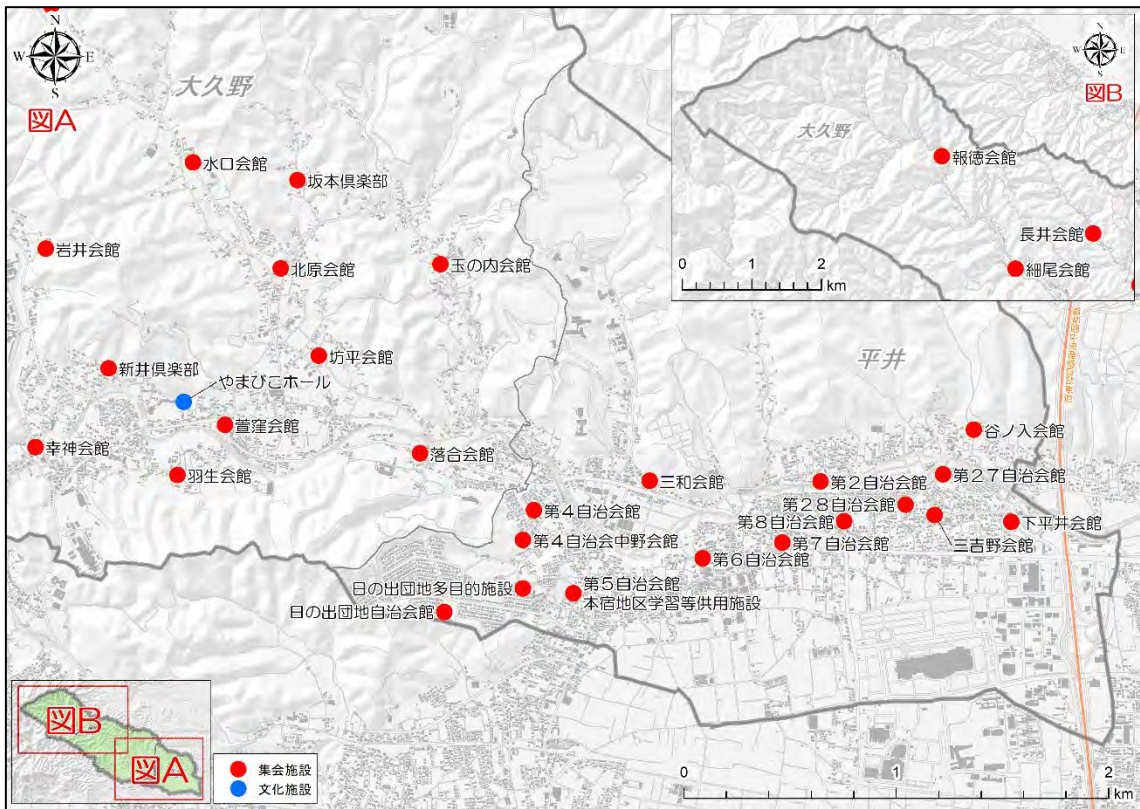 N
W
E
S
図A
大久野
水口会館
坂本倶楽部
岩井会館
北原会館
玉の内会館
新井倶楽部
坊平会館
やまびこホール
萱窪会館
幸神会館
羽生会館
落合会館
平井
谷ノ入会館
三和会館
第2自治会館
第27自治会館
第4自治会館
第28自治会館
第8自治会館
下平井会館
三吉野会館
第4自治会中野会館
第7自治会館
第6自治会館
日の出団地多目的施設
第5自治会館
本宿地区学習等供用施設
日の出団地自治会館
N
W
E
S
図B
大久野
報徳会館
長井会館
細尾会館
0 1 2
km
図B
図A
集会施設
文化施設
0 1 2
km